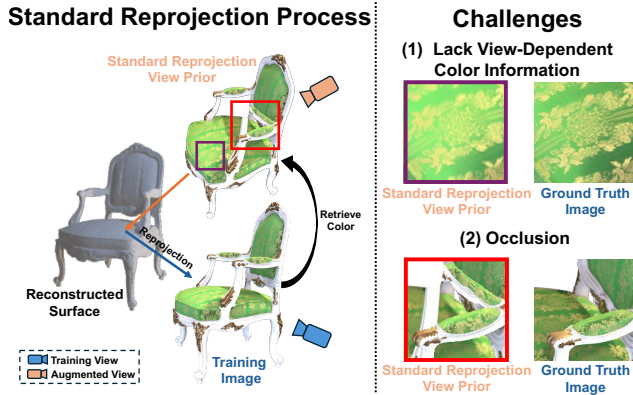 Standard Reprojection Process
Standard Reprojection
View Prior
Reprojection
Retrieve
Color
Reconstructed
Surface
Training
Image
Training View
Augmented View
Challenges
(1) Lack View-Dependent
Color Information
Standard Reprojection
View Prior
Ground Truth
Image
(2) Occlusion
Standard Reprojection
View Prior
Ground Truth
Image